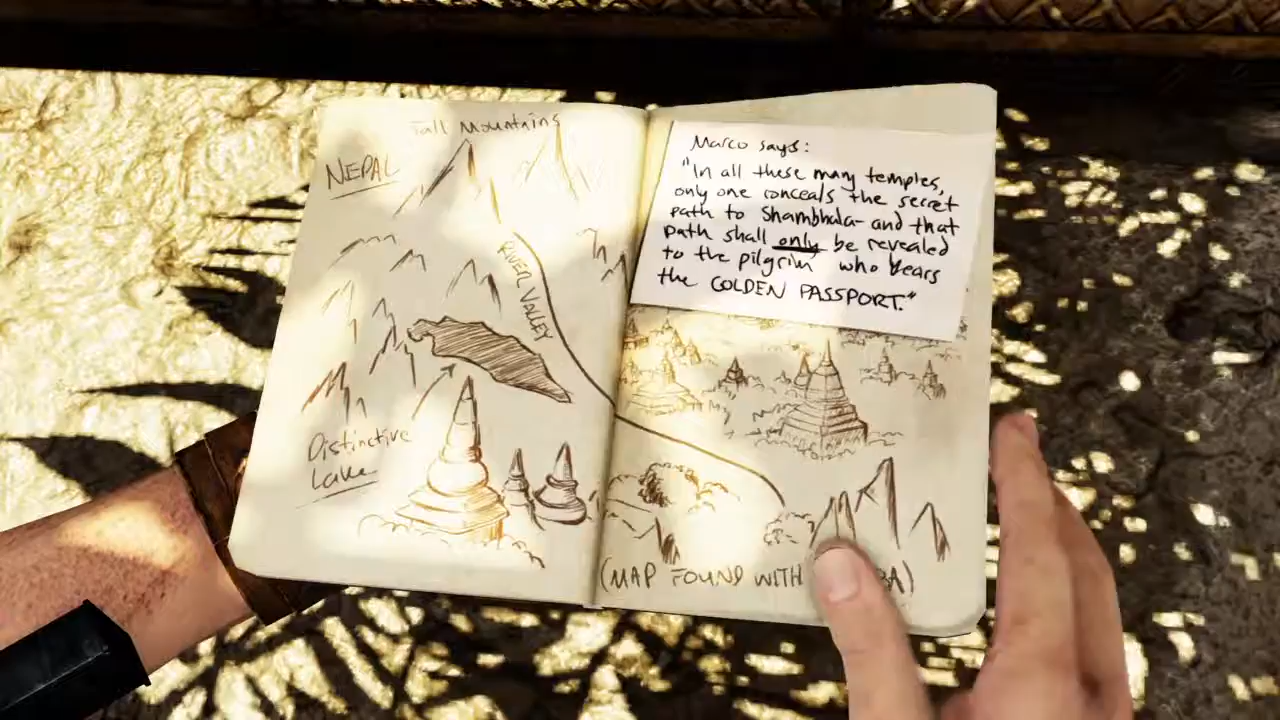 Tall Mountains
NEPAL
RIVER VALLEY
Distinctive
Lake
Marco says:
"In all these many temples,
only one conceals the secret
path to Shambhala- and that
path shall only be revealed
to the pilgrim who bears
the GOLDEN PASSPORT."
(MAP FOUND WITH